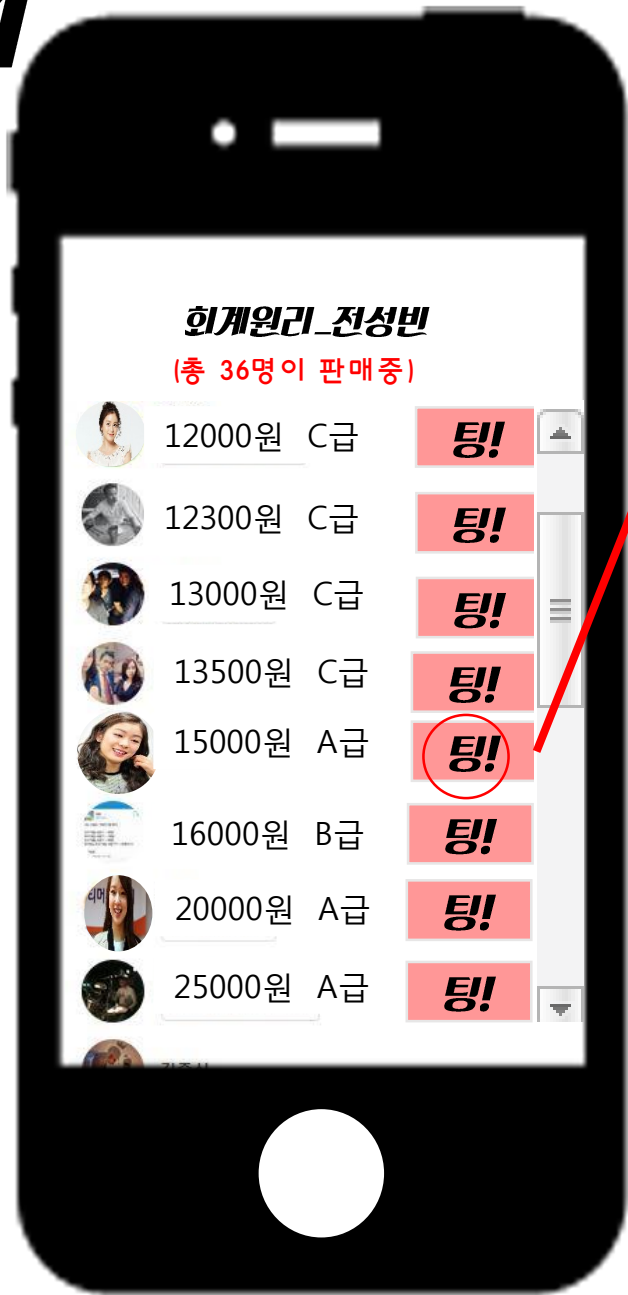 회계원리_전성빈
(총 36명이 판매중)
12000원 C급 팅!
12300원 C급 팅!
13000원 C급 팅!
13500원 C급 팅!
15000원 A급 팅!
16000원 B급 팅!
20000원 A급 팅!
25000원 A급 팅!